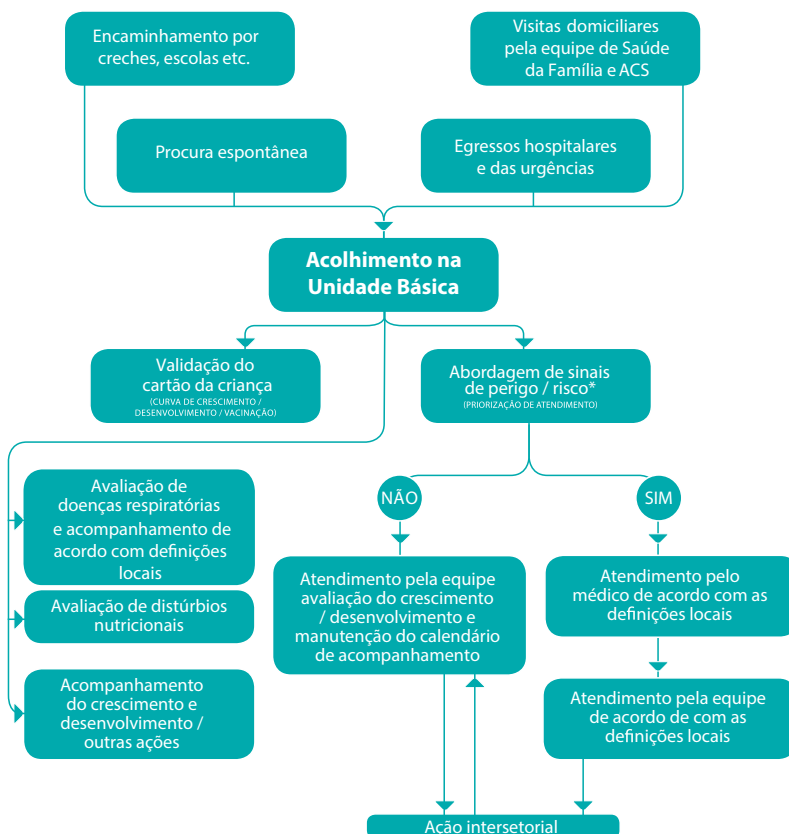 Encaminhamento por
creches, escolas etc.
Visitas domiciliares
pela equipe de Saúde
da Família e ACS
Procura espontânea
Egressos hospitalares
e das urgências
Acolhimento na
Unidade Básica
Validação do
cartão da criança
(CURVA DE CRESCIMENTO /
DESENVOLVIMENTO / VACINAÇÃO)
Abordagem de sinais
de perigo / risco*
(PRIORIZAÇÃO DE ATENDIMENTO)
Avaliação de
doenças respiratórias
e acompanhamento de
acordo com definições
locais
Avaliação de distúrbios
nutricionais
Acompanhamento
do crescimento e
desenvolvimento /
outras ações
NÃO
SIM
Atendimento pela equipe
avaliação do crescimento
/ desenvolvimento e
manutenção do calendário
de acompanhamento
Atendimento pelo
médico de acordo com as
definições locais
Atendimento pela equipe
de acordo de com as
definições locais
Ação intersetorial